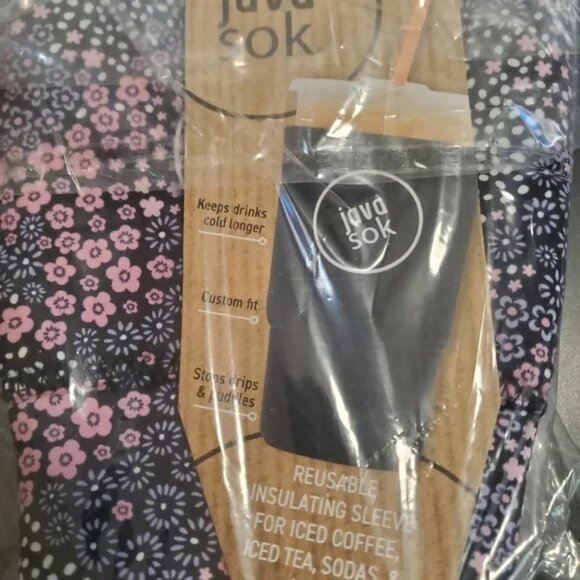 java
sok
java
sok
Keeps drinks
cold longer
Custom fit
Stops drips
& puddles
REUSABLE
INSULATING SLEEVE
FOR ICED COFFEE,
ICED TEA, SODAS, &